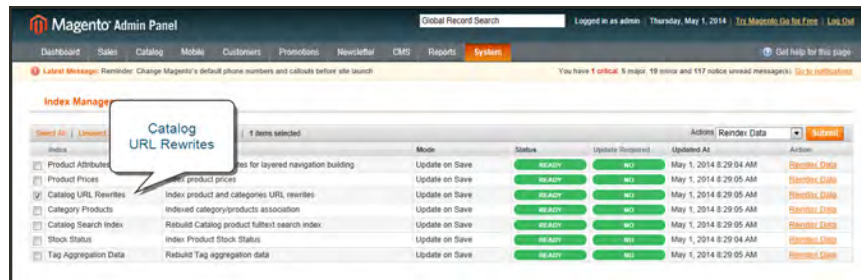 Magento Admin Panel
Global Record Search
Logged in as admin | Thursday, May 1, 2014 | Try Magento Go for Free | Log Out
Dashboard Sales Catalog Mobile Customers Promotions Newsletter CMS Reports System
Get help for this page
Latest Message: Reminder: Change Magento's default phone numbers and callouts before site launch
You have 1 critical, 5 major, 19 minor and 117 notice unread message(s). Go to notifications
Index Manage
Catalog
URL Rewrites
Select All | 1 items selected
Actions Reindex Data Submit
Index Mode Status Update Required Updated At Action
Product Attributes tes for layered navigation building Update on Save READY NO May 1, 2014 8:29:04 AM Reindex Data
Product Prices Index product prices Update on Save READY NO May 1, 2014 8:29:05 AM Reindex Data
Catalog URL Rewrites Index product and categories URL rewrites Update on Save READY NO May 1, 2014 8:29:05 AM Reindex Data
Category Products Indexed category/products association Update on Save READY NO May 1, 2014 8:29:05 AM Reindex Data
Catalog Search Index Rebuild Catalog product fulltext search index Update on Save READY NO May 1, 2014 8:29:05 AM Reindex Data
Stock Status Index Product Stock Status Update on Save READY NO May 1, 2014 8:29:04 AM Reindex Data
Tag Aggregation Data Rebuild Tag aggregation data Update on Save READY NO May 1, 2014 8:29:05 AM Reindex Data